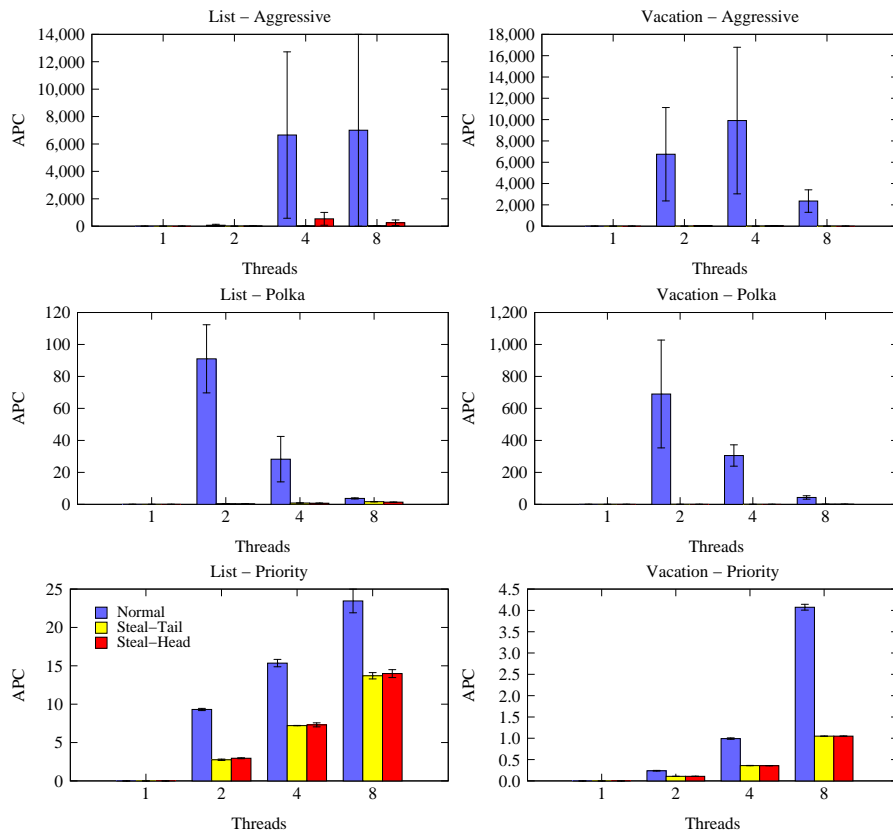 List – Aggressive
14,000
12,000
10,000
8,000
6,000
4,000
2,000
0
APC
1 2 4 8
Threads
Vacation – Aggressive
18,000
16,000
14,000
12,000
10,000
8,000
6,000
4,000
2,000
0
APC
1 2 4 8
Threads
List – Polka
120
100
80
60
40
20
0
APC
1 2 4 8
Threads
Vacation – Polka
1,200
1,000
800
600
400
200
0
APC
1 2 4 8
Threads
List – Priority
25
20
15
10
5
0
APC
Normal
Steal–Tail
Steal–Head
1 2 4 8
Threads
Vacation – Priority
4.5
4.0
3.5
3.0
2.5
2.0
1.5
1.0
0.5
0.0
APC
1 2 4 8
Threads